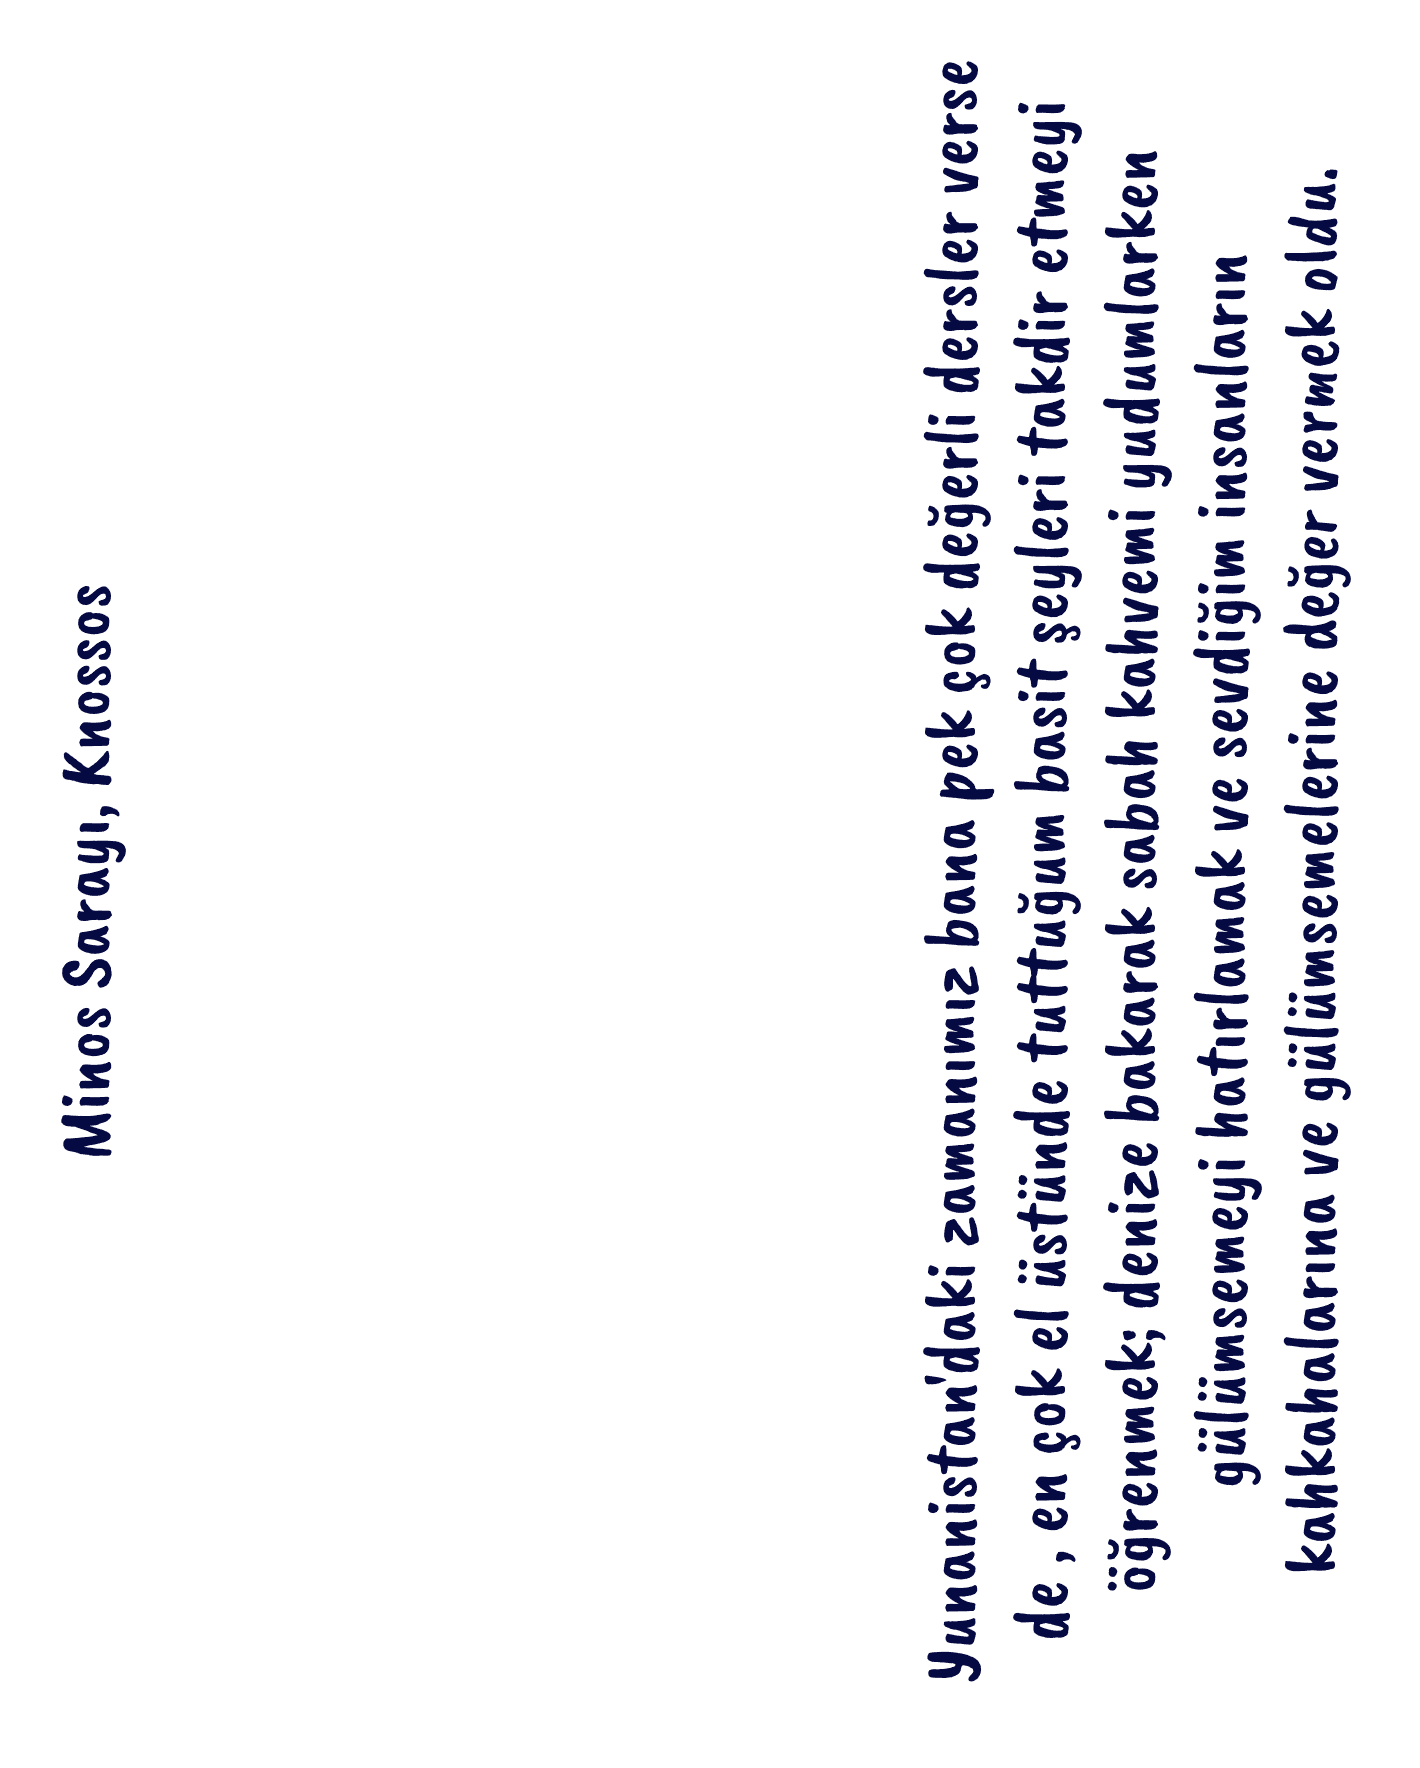 Minos Sarayı, Knossos
Yunanistan'daki zamanımız bana pek çok değerli dersler verse
de , en çok el üstünde tuttuğum basit şeyleri takdir etmeyi
öğrenmek; denize bakarak sabah kahvemi yudumlarken
gülümsemeyi hatırlamak ve sevdiğim insanların
kahkahalarına ve gülümsemelerine değer vermek oldu.